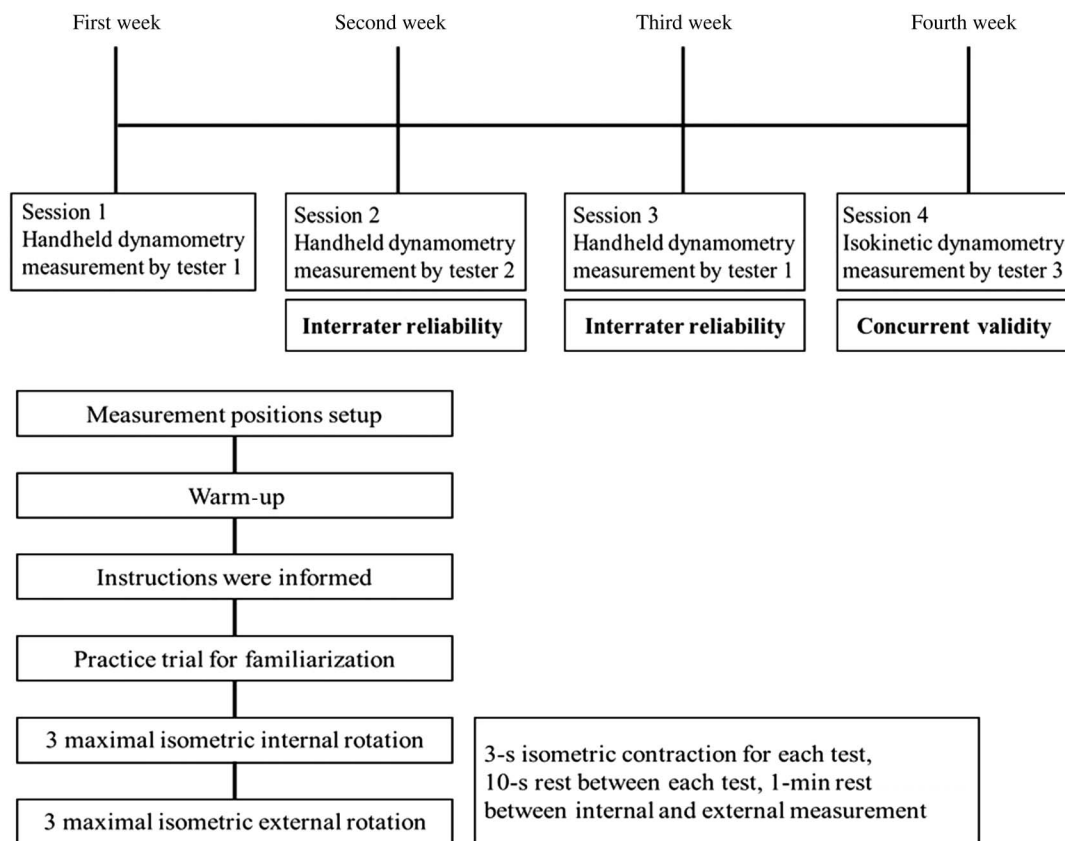 First week
Second week
Third week
Fourth week
Session 1
Handheld dynamometry
measurement by tester 1
Session 2
Handheld dynamometry
measurement by tester 2
Session 3
Handheld dynamometry
measurement by tester 1
Session 4
Isokinetic dynamometry
measurement by tester 3
Interrater reliability
Interrater reliability
Concurrent validity
Measurement positions setup
Warm-up
Instructions were informed
Practice trial for familiarization
3 maximal isometric internal rotation
3 maximal isometric external rotation
3-s isometric contraction for each test,
10-s rest between each test, 1-min rest
between internal and external measurement